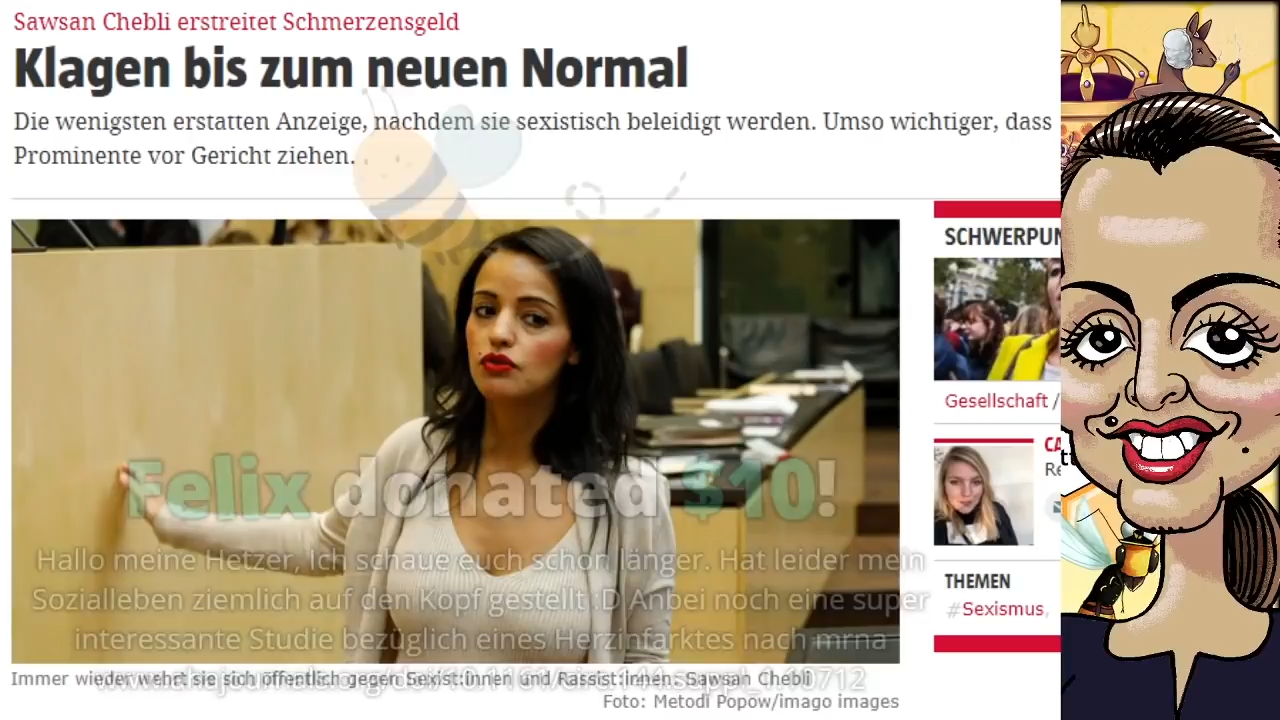 Sawsan Chebli erstreitet Schmerzensgeld
Klagen bis zum neuen Normal
Die wenigsten erstatten Anzeige, nachdem sie sexistisch beleidigt werden. Umso wichtiger, dass
Prominente vor Gericht ziehen.
SCHWERPUN
Gesellschaft /
CA
Re
THEMEN
#Sexismus,
Felix donated $10!
Hallo meine Hetzer, Ich schaue euch schon länger. Hat leider mein
Sozialleben ziemlich auf den Kopf gestellt :D Anbei noch eine super
interessante Studie bezüglich eines Herzinfarktes nach mrna
Immer wieder wehrt sie sich öffentlich gegen Sexist:innen und Rassist:innen: Sawsan Chebli
Foto: Metodi Popow/imago images